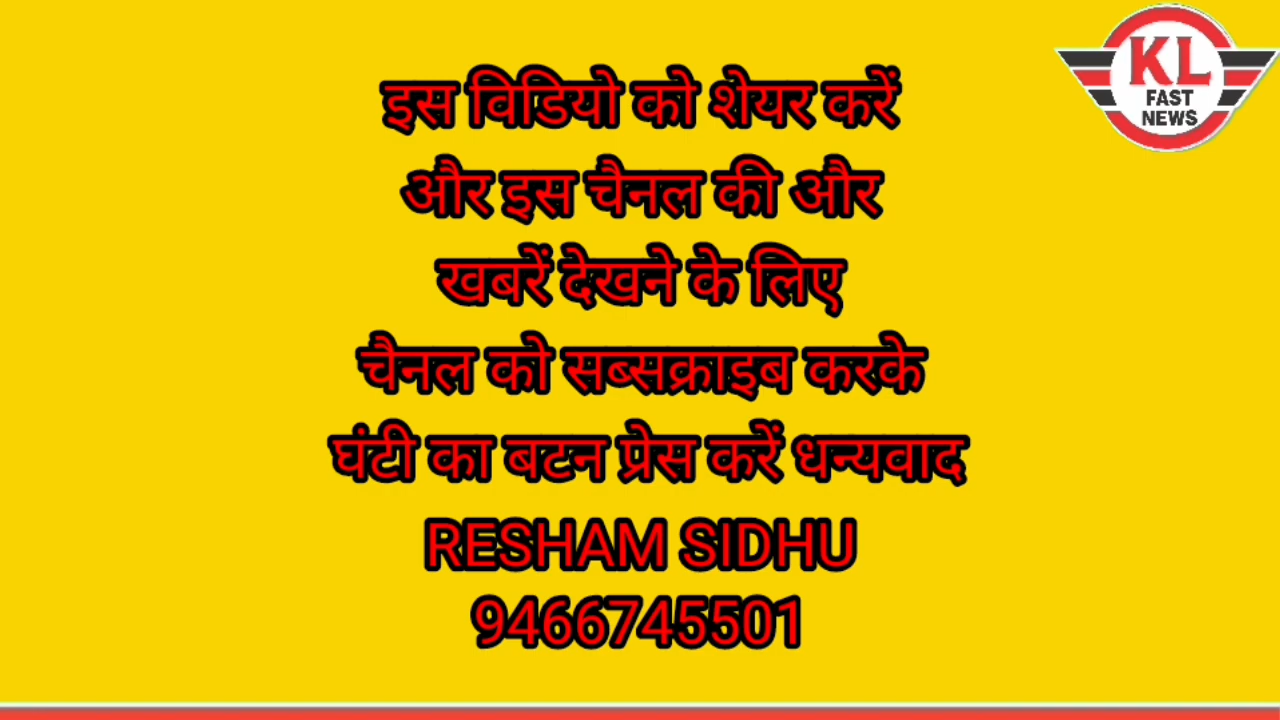 KL
FAST
NEWS
इस विडियो को शेयर करें
और इस चैनल की और
खबरें देखने के लिए
चैनल को सब्सक्राइब करके
घंटी का बटन प्रेस करें धन्यवाद
RESHAM SIDHU
9466745501